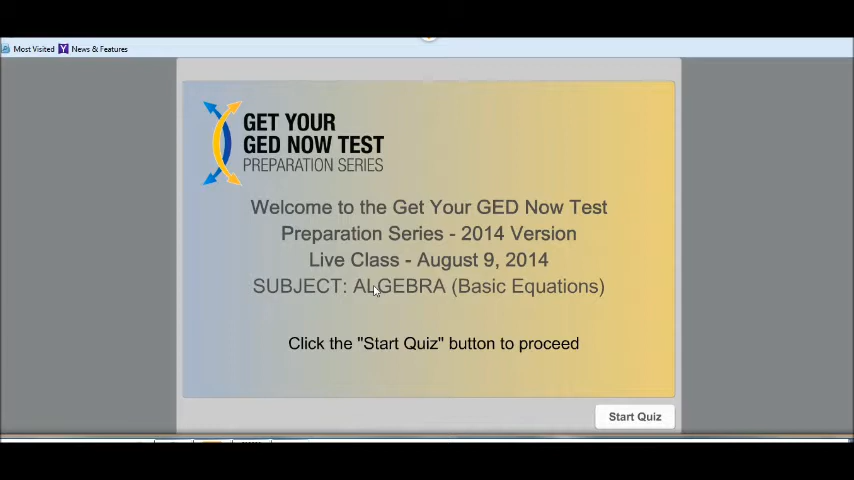 Most Visited News & Features
GET YOUR
GED NOW TEST
PREPARATION SERIES
Welcome to the Get Your GED Now Test
Preparation Series - 2014 Version
Live Class - August 9, 2014
SUBJECT: ALGEBRA (Basic Equations)
Click the "Start Quiz" button to proceed
Start Quiz